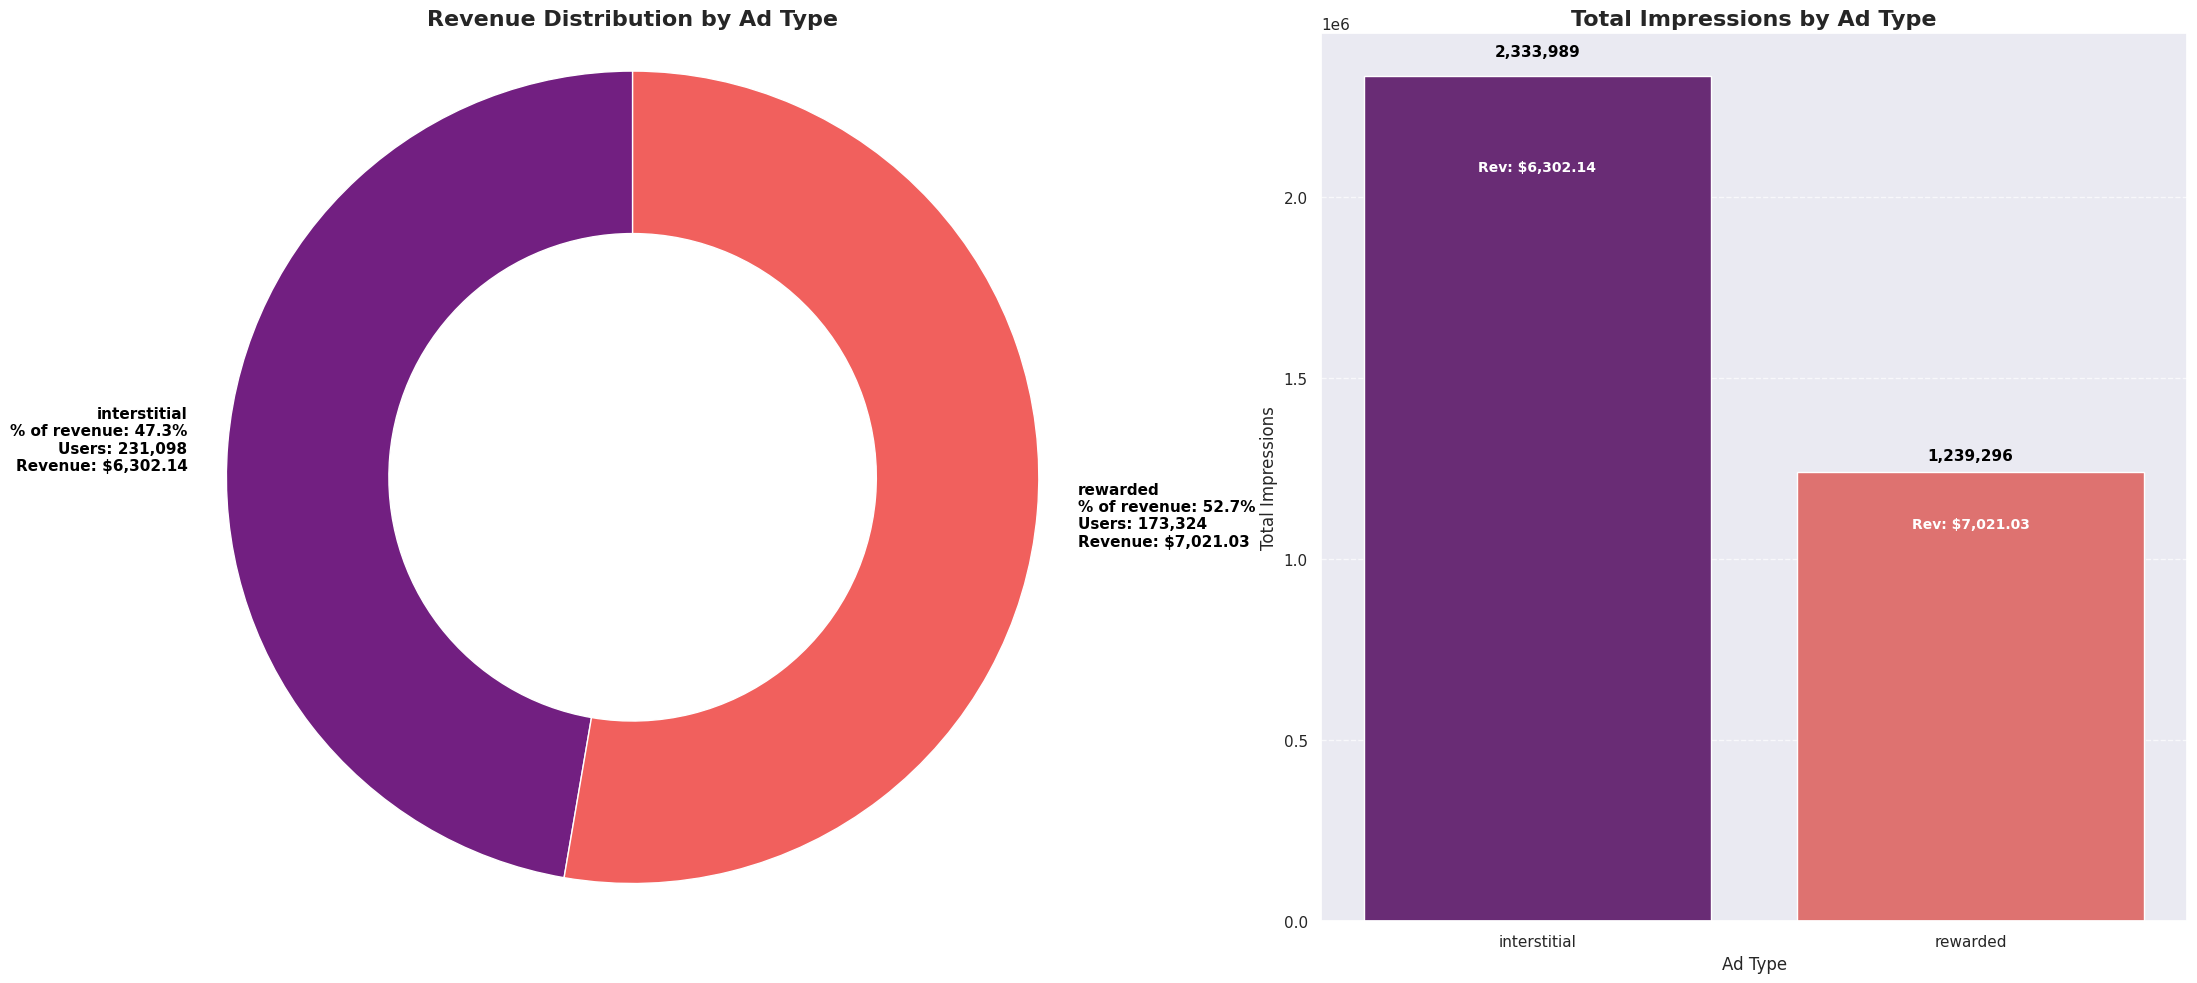 Revenue Distribution by Ad Type
interstitial
% of revenue: 47.3%
Users: 231,098
Revenue: $6,302.14
rewarded
% of revenue: 52.7%
Users: 173,324
Revenue: $7,021.03
Total Impressions by Ad Type
1e6
2,333,989
Rev: $6,302.14
2.0
1.5
1,239,296
Rev: $7,021.03
1.0
0.5
0.0
Total Impressions
interstitial
rewarded
Ad Type